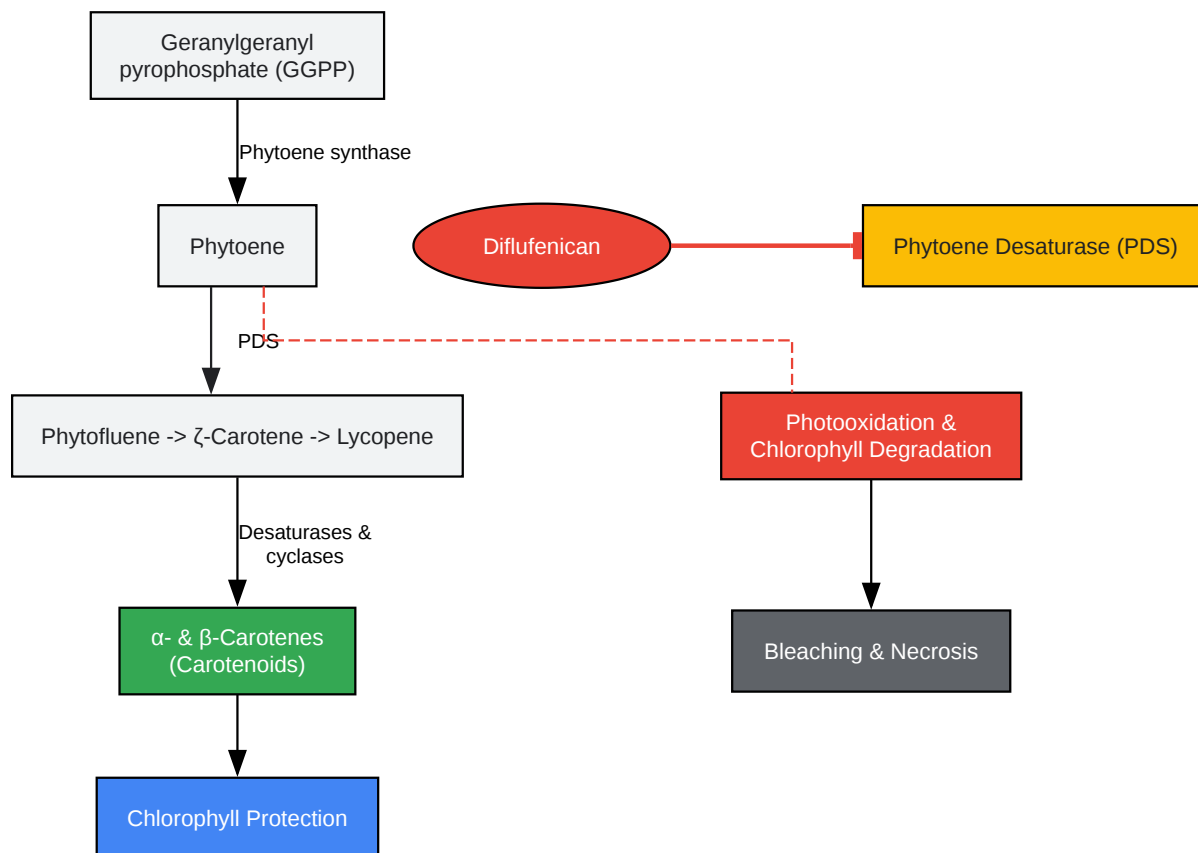 Geranylgeranyl
pyrophosphate (GGPP)
Phytoene synthase
Phytoene
Diflufenican
Phytoene Desaturase (PDS)
PDS
Phytofluene -> ζ-Carotene -> Lycopene
Photooxidation &
Chlorophyll Degradation
Desaturases &
cyclases
α- & β-Carotenes
(Carotenoids)
Bleaching & Necrosis
Chlorophyll Protection